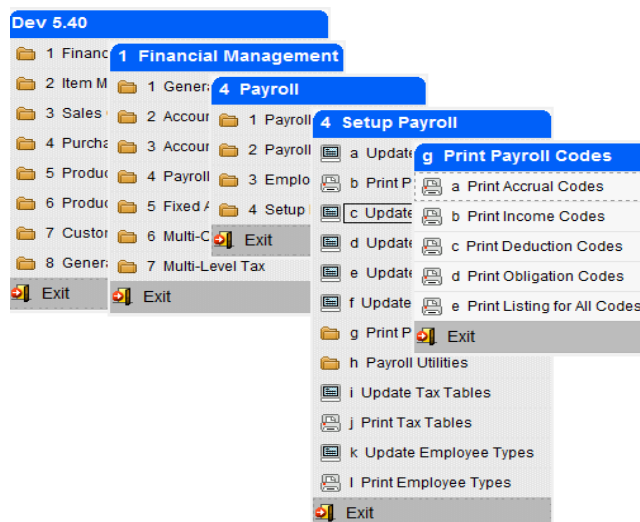 Dev 5.40
1 Financ
2 Item M
3 Sales
4 Purcha
5 Produc
6 Produc
7 Custor
8 Genera
Exit
1 Financial Management
1 Genera
2 Accour
3 Accour
4 Payroll
5 Fixed A
6 Multi-C
7 Multi-Level Tax
Exit
4 Payroll
1 Payroll
2 Payroll
3 Emplo
4 Setup
Exit
4 Setup Payroll
a Update
b Print P
c Update
d Update
e Update
f Update
g Print P
h Payroll Utilities
i Update Tax Tables
j Print Tax Tables
k Update Employee Types
l Print Employee Types
Exit
g Print Payroll Codes
a Print Accrual Codes
b Print Income Codes
c Print Deduction Codes
d Print Obligation Codes
e Print Listing for All Codes
Exit